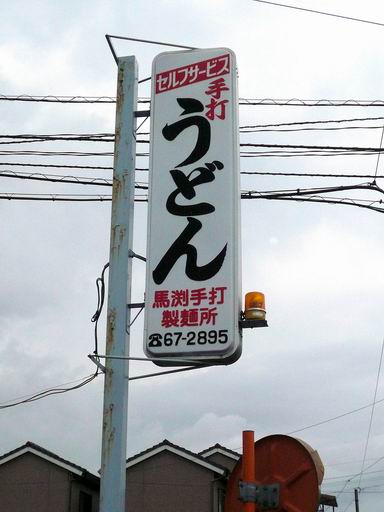 セルフサービス
手打
うどん
馬渕手打
製麺所
☎67-2895